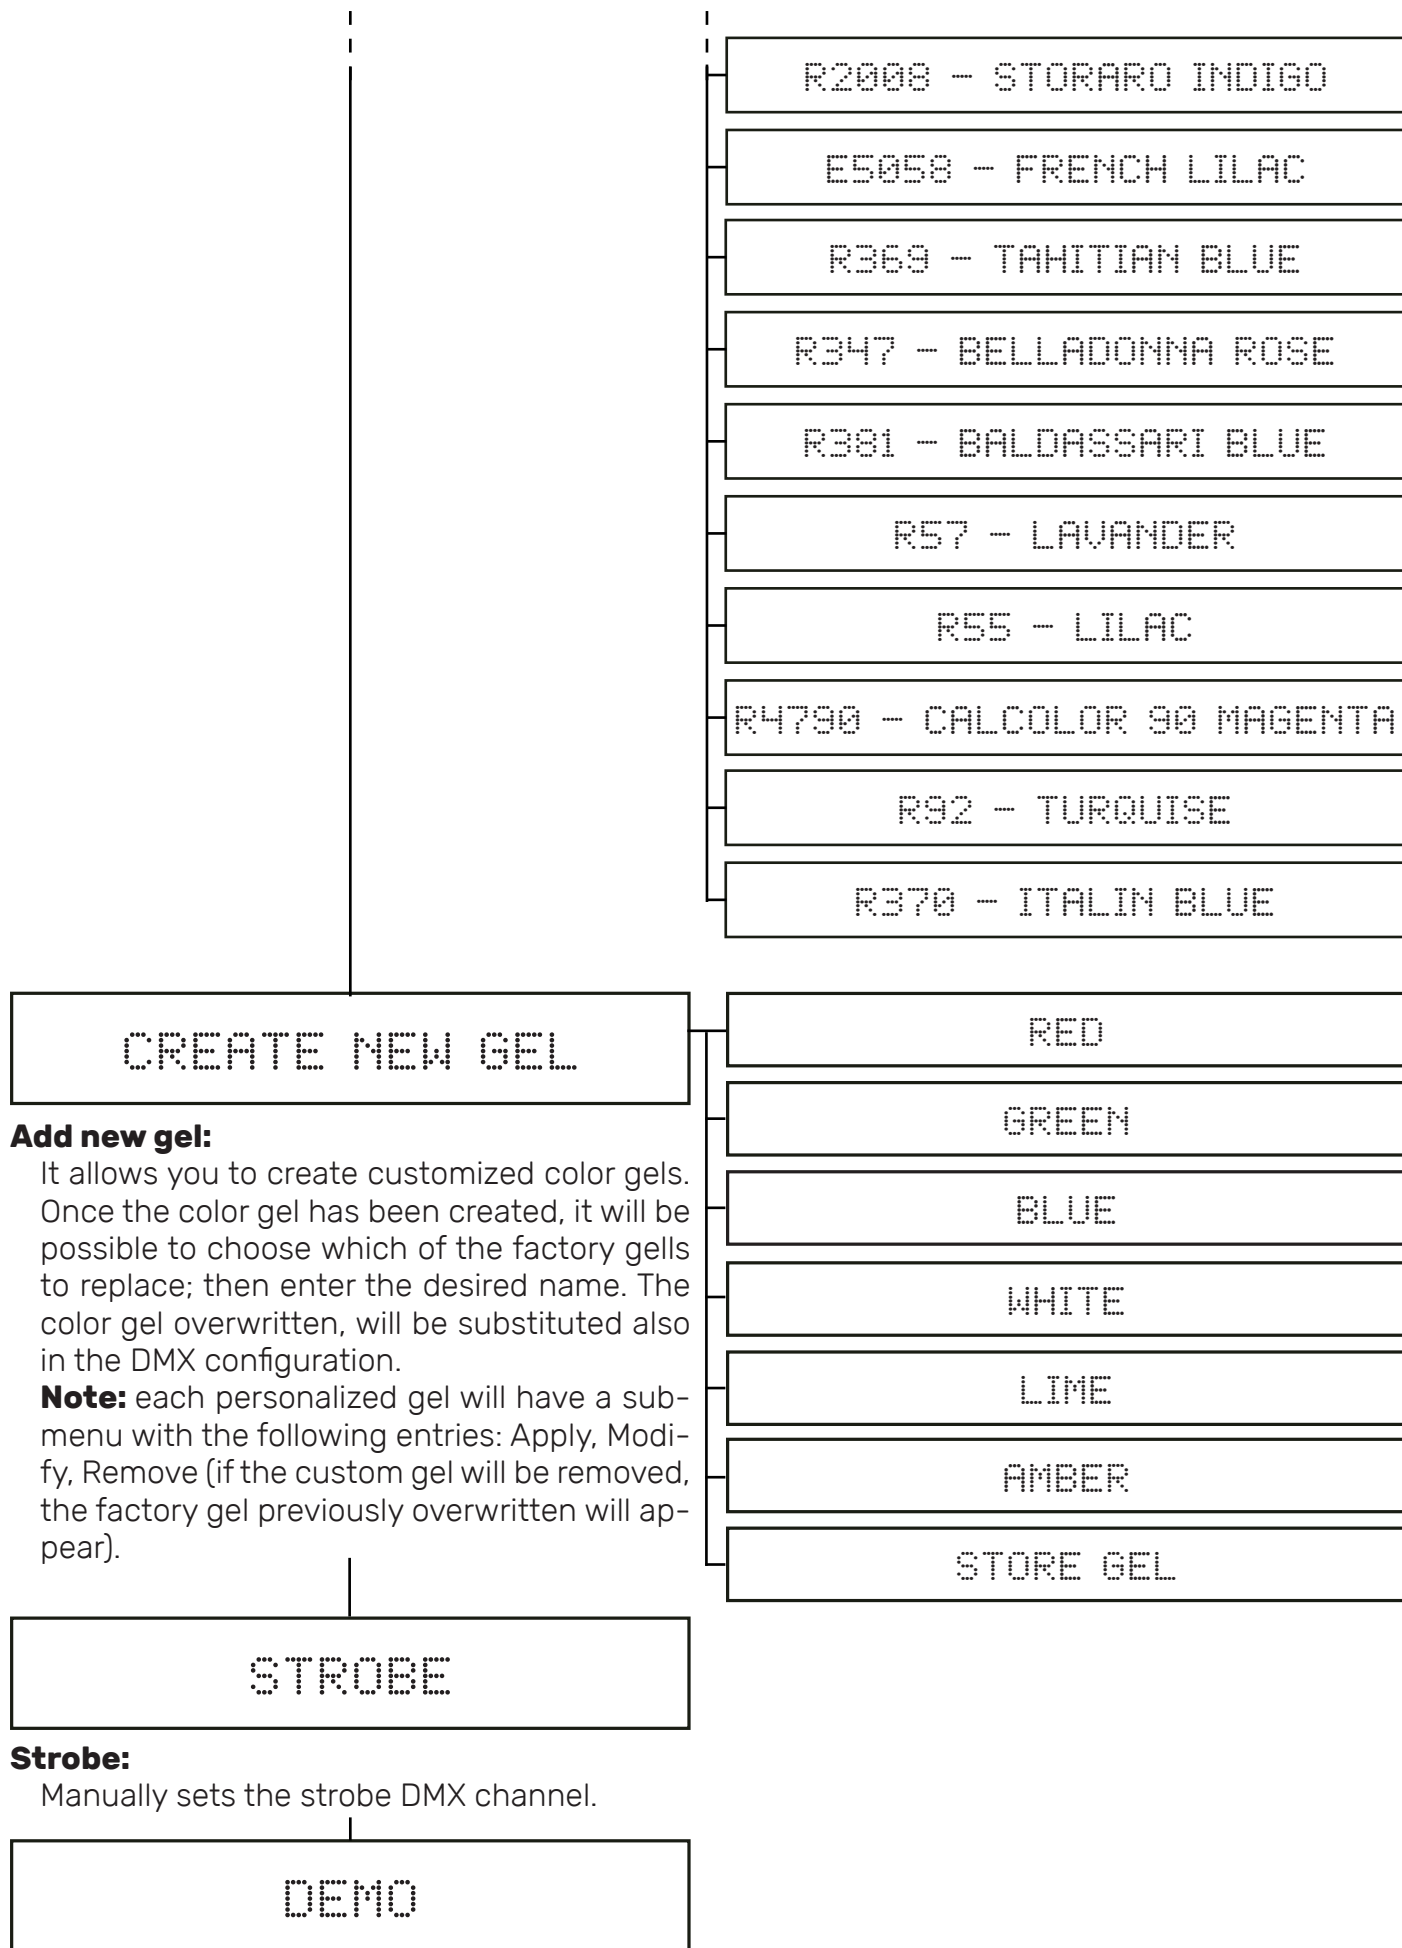 R2008 - STORARO INDIGO
E5058 - FRENCH LILAC
R369 - TAHITIAN BLUE
R347 - BELLADONNA ROSE
R381 - BALDASSARI BLUE
R57 - LAVANDER
R55 - LILAC
R4790 - CALCOLOR 90 MAGENTA
R92 - TURQUISE
R370 - ITALIN BLUE
CREATE NEW GEL
Add new gel:
It allows you to create customized color gels.
Once the color gel has been created, it will be
possible to choose which of the factory gells
to replace; then enter the desired name. The
color gel overwritten, will be substituted also
in the DMX configuration.
Note: each personalized gel will have a sub-
menu with the following entries: Apply, Modi-
fy, Remove (if the custom gel will be removed,
the factory gel previously overwritten will ap-
pear).
RED
GREEN
BLUE
WHITE
LIME
AMBER
STORE GEL
STROBE
Strobe:
Manually sets the strobe DMX channel.
DEMO